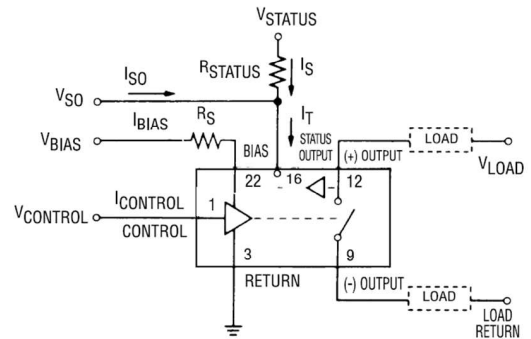 VSTATUS
RSTATUS
IS
ISO
VSO
IT
IBIAS
RS
VBIAS
BIAS
STATUS
OUTPUT
(+) OUTPUT
LOAD
VLOAD
22
16
12
ICONTROL
VCONTROL
CONTROL
1
3
9
RETURN
(-) OUTPUT
LOAD
LOAD
RETURN